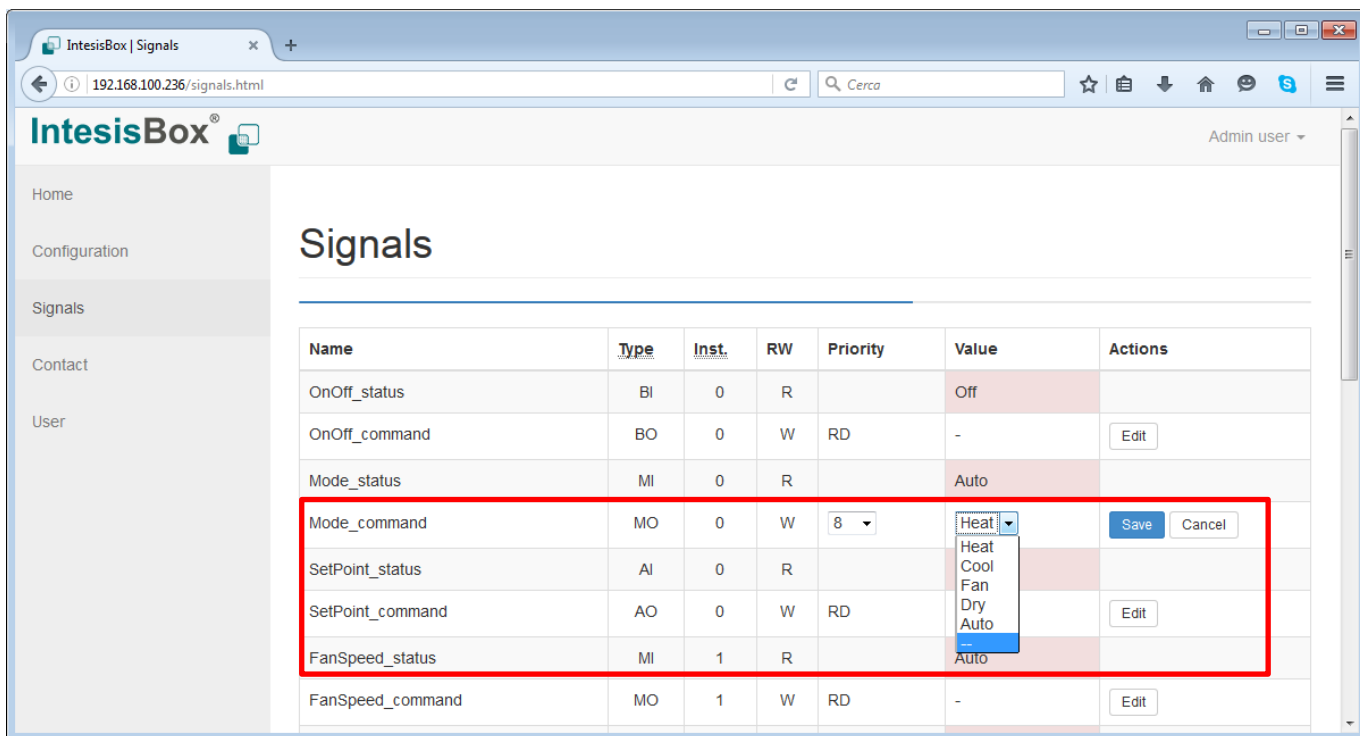 IntesisBox | Signals
192.168.100.236/signals.html
Cerca
IntesisBox®
Admin user
Home
Configuration
Signals
Contact
User
Signals
Name Type Inst. RW Priority Value Actions
OnOff_status BI 0 R Off
OnOff_command BO 0 W RD - Edit
Mode_status MI 0 R Auto
Mode_command MO 0 W 8 Heat Save Cancel
Heat
Cool
Fan
Dry
Auto
--
SetPoint_status AI 0 R
SetPoint_command AO 0 W RD Edit
FanSpeed_status MI 1 R Auto
FanSpeed_command MO 1 W RD - Edit